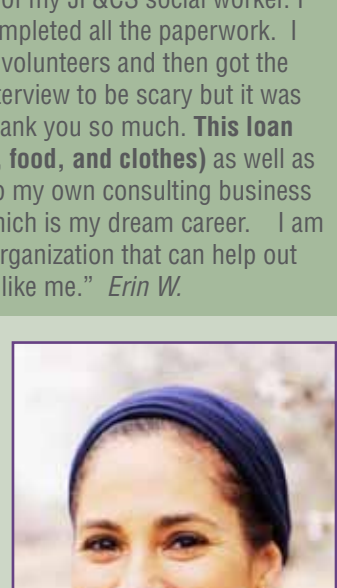 of my JF&CS social worker. I
mpleted all the paperwork. I
volunteers and then got the
terview to be scary but it was
ank you so much. This loan
, food, and clothes) as well as
o my own consulting business
hich is my dream career. I am
rganization that can help out
like me." Erin W.